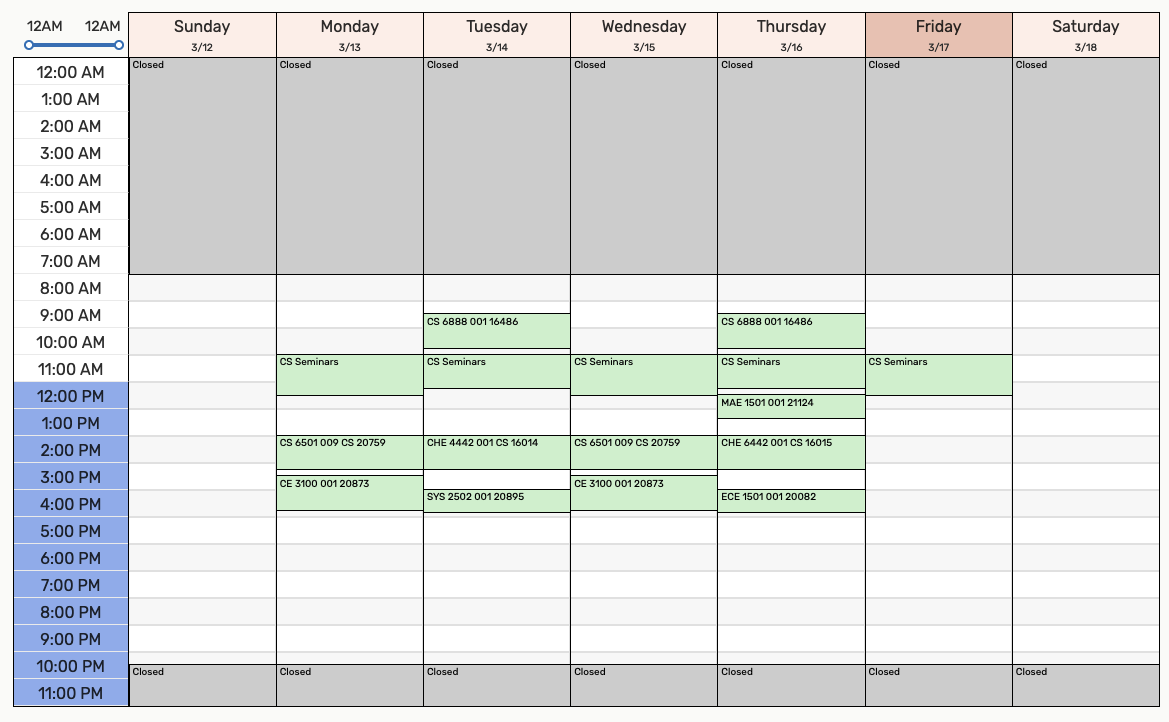 12AM 12AM
Sunday Monday Tuesday Wednesday Thursday Friday Saturday
3/12 3/13 3/14 3/15 3/16 3/17 3/18
12:00 AM Closed Closed Closed Closed Closed Closed Closed
1:00 AM
2:00 AM
3:00 AM
4:00 AM
5:00 AM
6:00 AM
7:00 AM
8:00 AM
9:00 AM
CS 6888 001 16486 CS 6888 001 16486
10:00 AM
11:00 AM
CS Seminars CS Seminars CS Seminars CS Seminars CS Seminars
12:00 PM
MAE 1501 001 21124
1:00 PM
2:00 PM
CS 6501 009 CS 20759 CHE 4442 001 CS 16014 CS 6501 009 CS 20759 CHE 6442 001 CS 16015
3:00 PM
CE 3100 001 20873 CE 3100 001 20873
SYS 2502 001 20895 ECE 1501 001 20082
4:00 PM
5:00 PM
6:00 PM
7:00 PM
8:00 PM
9:00 PM
10:00 PM
Closed Closed Closed Closed Closed Closed Closed
11:00 PM